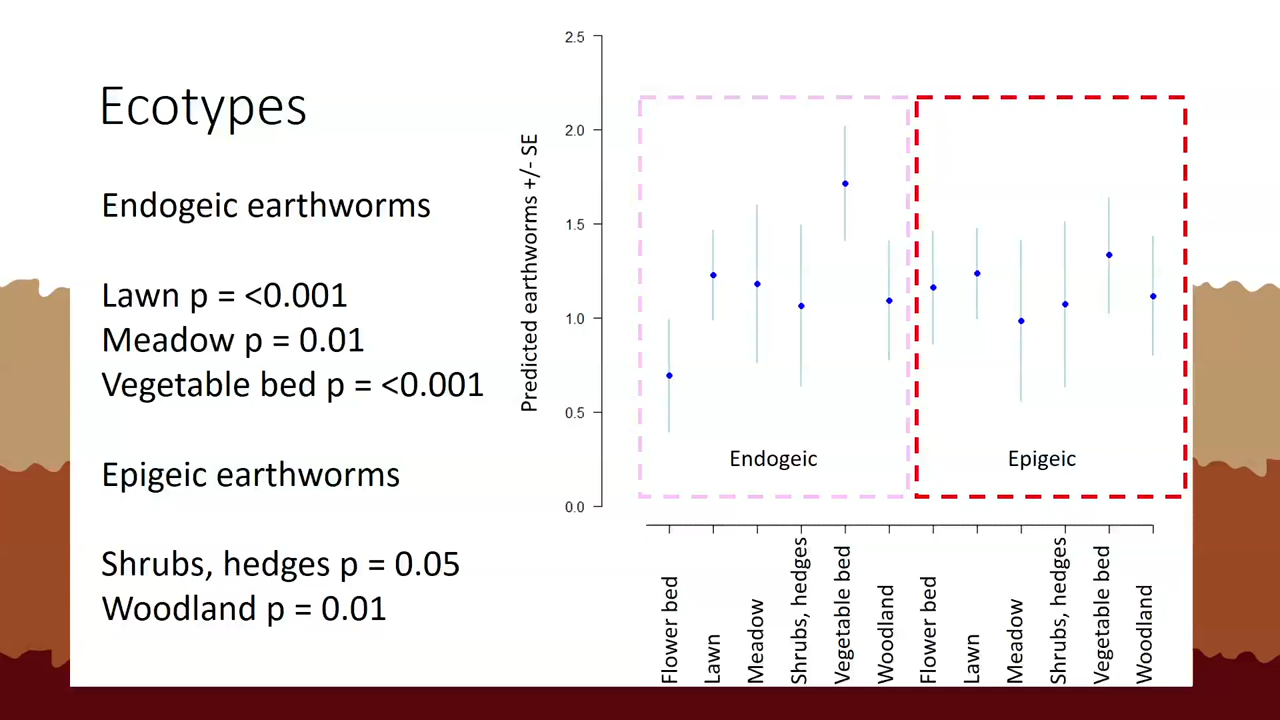 Ecotypes
Endogeic earthworms
Lawn p = <0.001
Meadow p = 0.01
Vegetable bed p = <0.001
Epigeic earthworms
Shrubs, hedges p = 0.05
Woodland p = 0.01
Predicted earthworms +/- SE
2.5
2.0
1.5
1.0
0.5
0.0
Endogeic
Epigeic
Flower bed
Lawn
Meadow
Shrubs, hedges
Vegetable bed
Woodland
Flower bed
Lawn
Meadow
Shrubs, hedges
Vegetable bed
Woodland